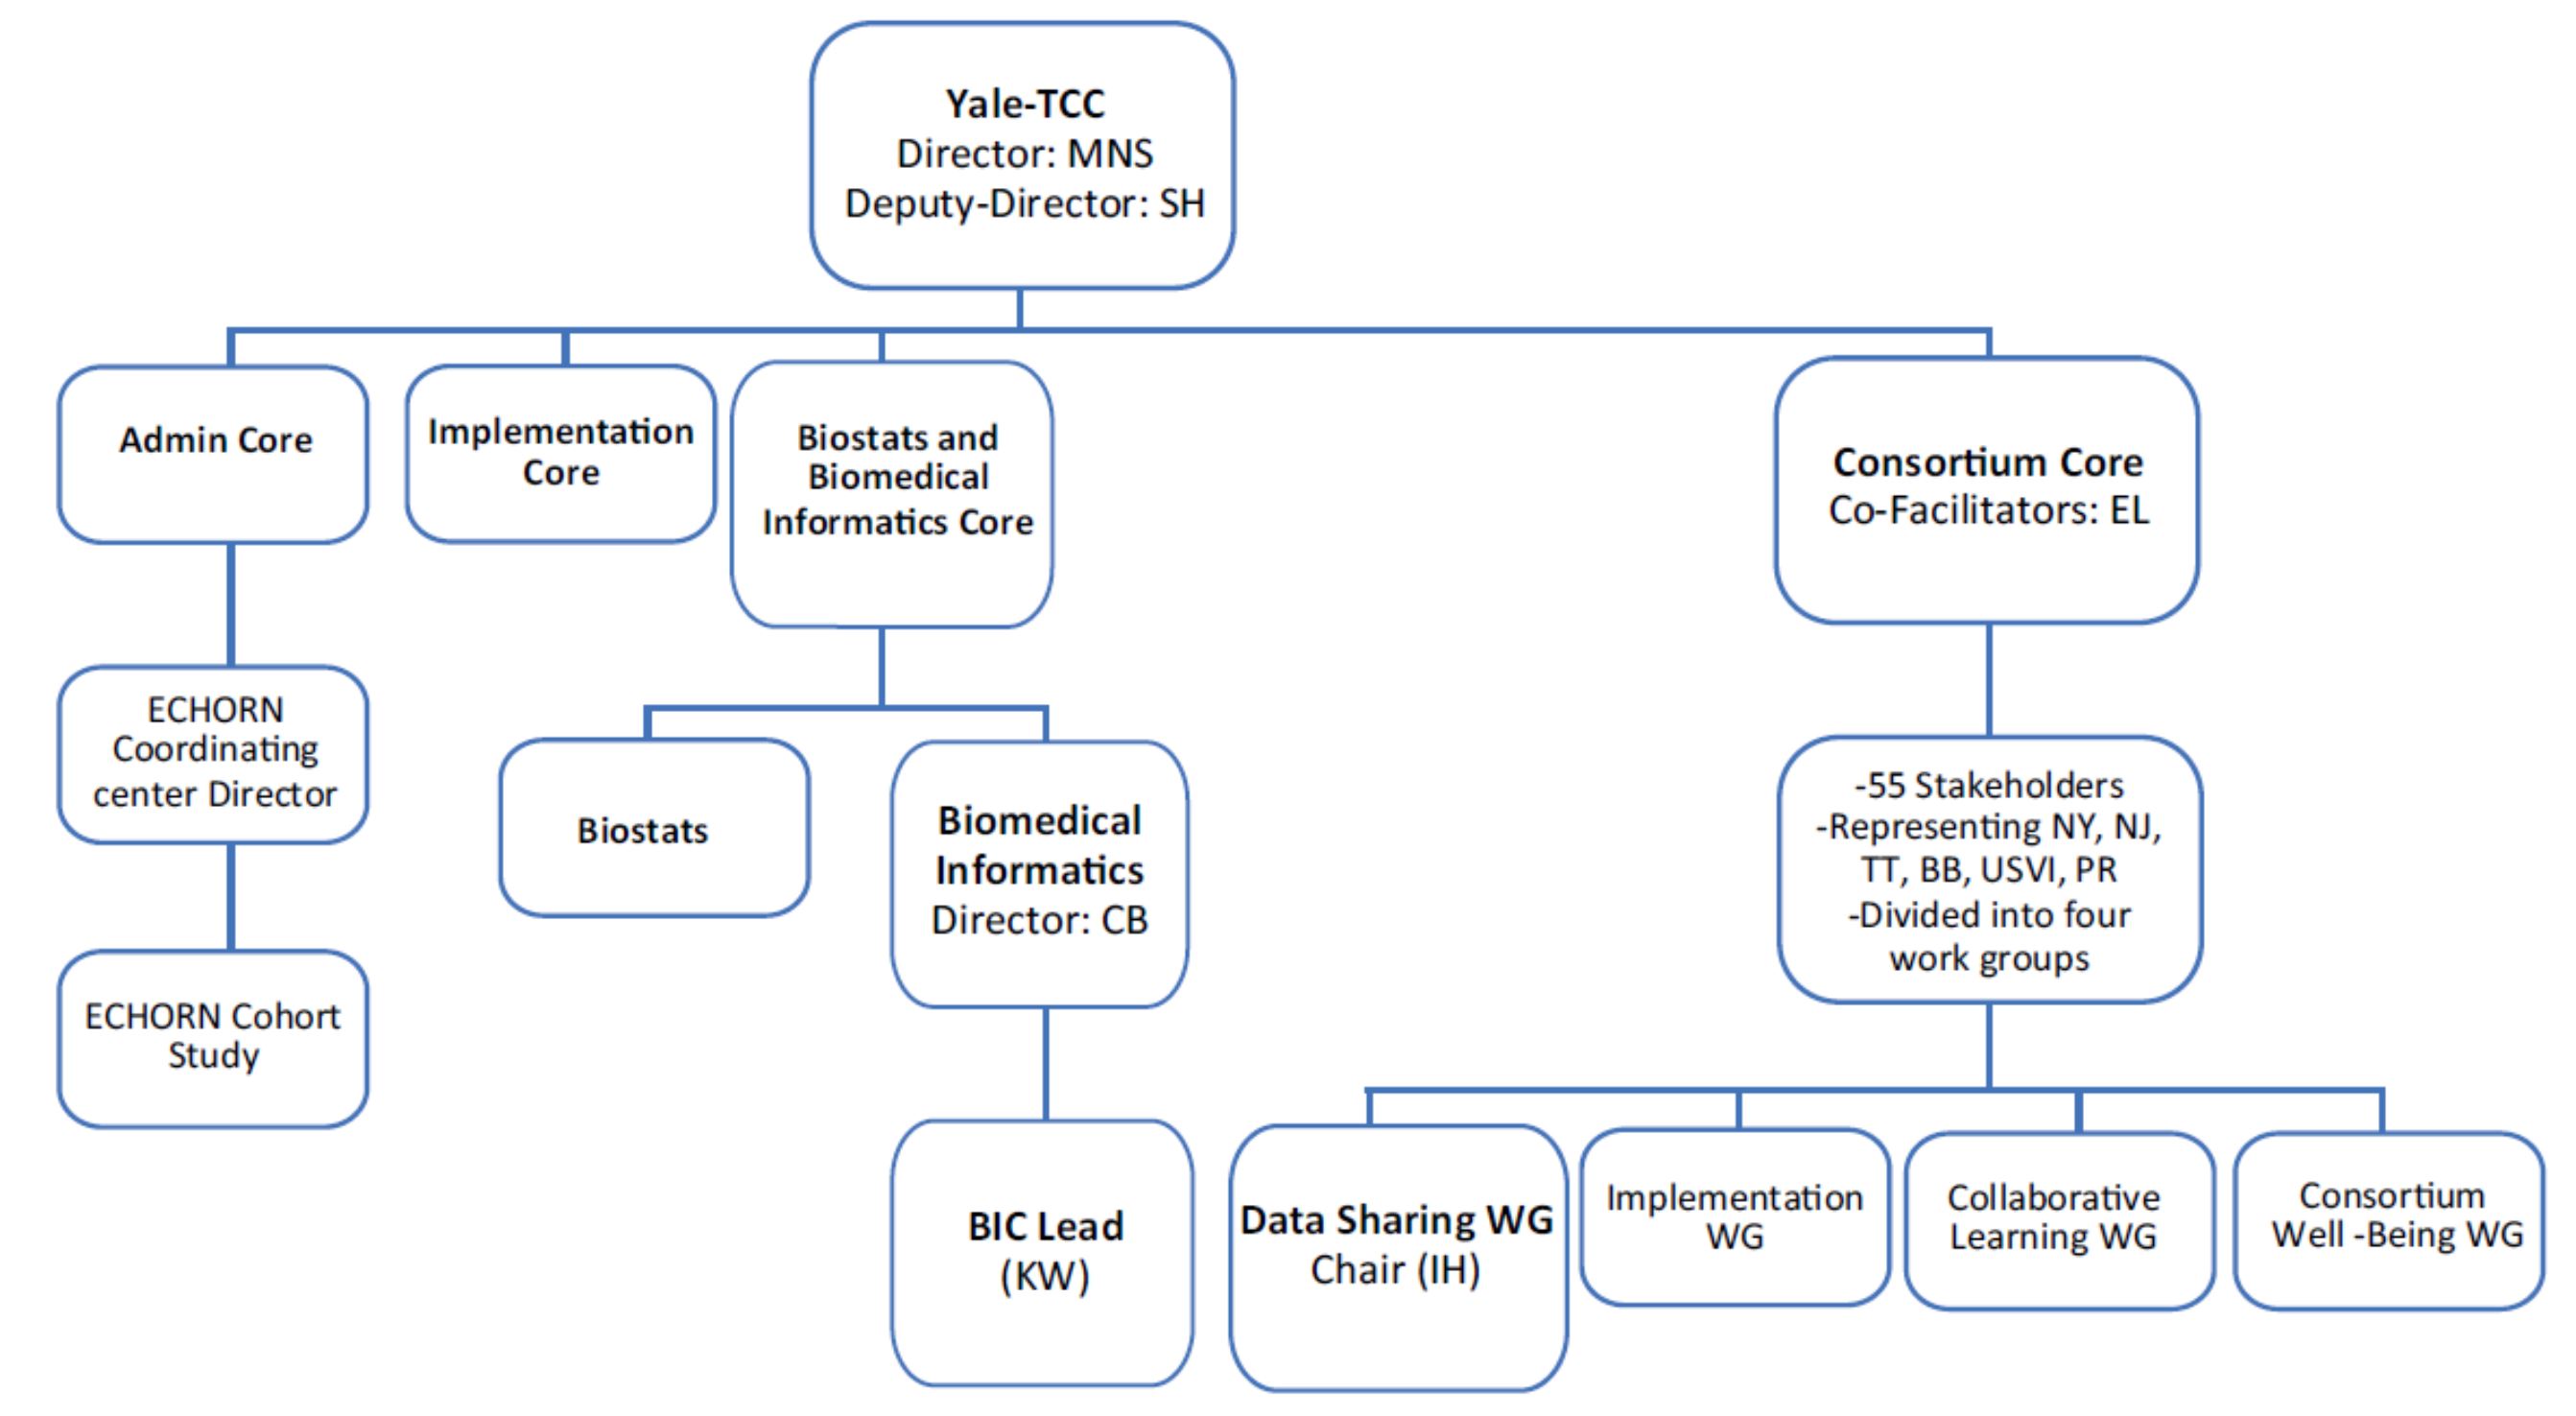 Yale-TCC
Director: MNS
Deputy-Director: SH
Admin Core
Implementation
Core
Biostats and
Biomedical
Informatics Core
Consortium Core
Co-Facilitators: EL
ECHORN
Coordinating
center Director
Biostats
Biomedical
Informatics
Director: CB
-55 Stakeholders
-Representing NY, NJ,
TT, BB, USVI, PR
-Divided into four
work groups
ECHORN Cohort
Study
BIC Lead
(KW)
Data Sharing WG
Chair (IH)
Implementation
WG
Collaborative
Learning WG
Consortium
Well -Being WG